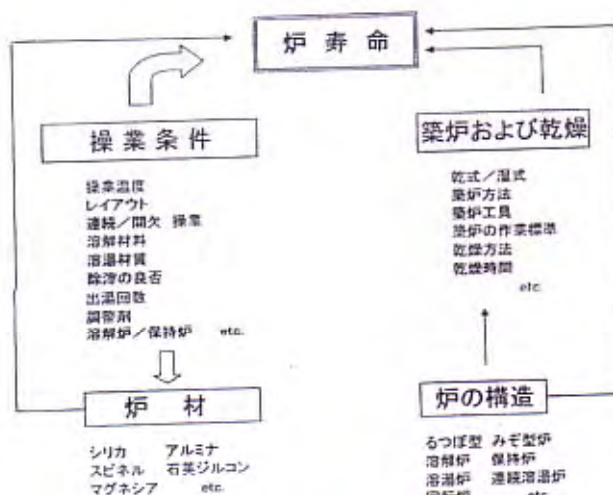 炉寿命
操業条件
操業温度
レイアウト
連続／間欠 操業
溶解材料
溶湯材質
除滓の良否
出湯回数
調整剤
溶解炉／保持炉 etc.
炉材
シリカ アルミナ
スピネル 石英ジルコン
マグネシア etc.
築炉および乾燥
乾式／湿式
築炉方法
築炉工具
築炉の作業標準
乾燥方法
乾燥時間
etc
炉の構造
るつぼ型 みぞ型炉
溶解炉 保持炉
溶湯炉 連続溶湯炉
etc